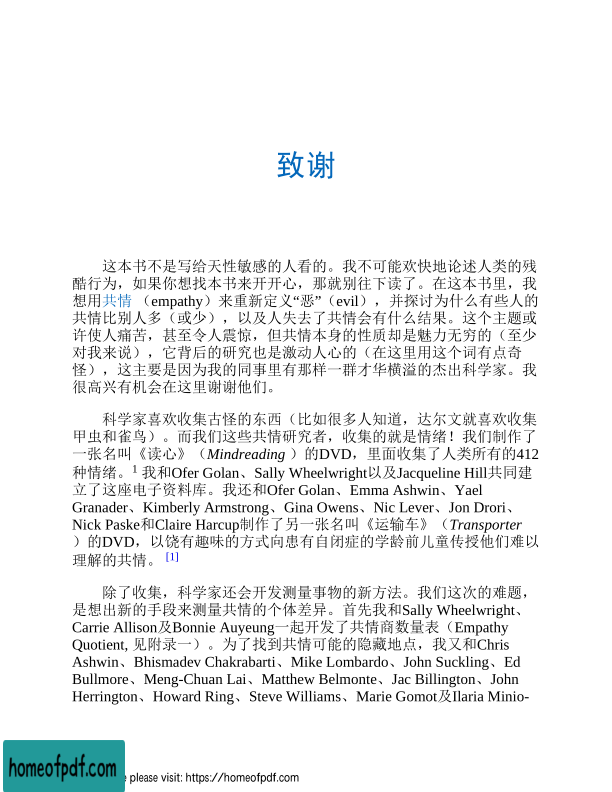 致谢
这本书不是写给天性敏感的人看的。我不可能欢快地论述人类的残
酷行为，如果你想找本书来开开心，那就别往下读了。在这本书里，我
想用共情 （empathy）来重新定义“恶”（evil），并探讨为什么有些人的
共情比别人多（或少），以及人失去了共情会有什么结果。这个主题或
许使人痛苦，甚至令人震惊，但共情本身的性质却是魅力无穷的（至少
对我来说），它背后的研究也是激动人心的（在这里用这个词有点奇
怪），这主要是因为我的同事里有那样一群才华横溢的杰出科学家。我
很高兴有机会在这里谢谢他们。
科学家喜欢收集古怪的东西（比如很多人知道，达尔文就喜欢收集
甲虫和雀鸟）。而我们这些共情研究者，收集的就是情绪！我们制作了
一张名叫《读心》（Mindreading ）的DVD，里面收集了人类所有的412
种情绪。1 我和Ofer Golan、Sally Wheelwright以及Jacqueline Hill共同建
立了这座电子资料库。我还和Ofer Golan、Emma Ashwin、Yael
Granader、Kimberly Armstrong、Gina Owens、Nic Lever、Jon Drori、
Nick Paske和Claire Harcup制作了另一张名叫《运输车》（Transporter
）的DVD，以饶有趣味的方式向患有自闭症的学龄前儿童传授他们难以
理解的共情。 [1]
除了收集，科学家还会开发测量事物的新方法。我们这次的难题，
是想出新的手段来测量共情的个体差异。首先我和Sally Wheelwright、
Carrie Allison及Bonnie Auyeung一起开发了共情商数量表（Empathy
Quotient, 见附录一）。为了找到共情可能的隐藏地点，我又和Chris
Ashwin、Bhismadev Chakrabarti、Mike Lombardo、John Suckling、Ed
Bullmore、Meng-Chuan Lai、Matthew Belmonte、Jac Billington、John
Herrington、Howard Ring、Steve Williams、Marie Gomot及Ilaria Minio-
homeofpdf.com
please visit: https://homeofpdf.com